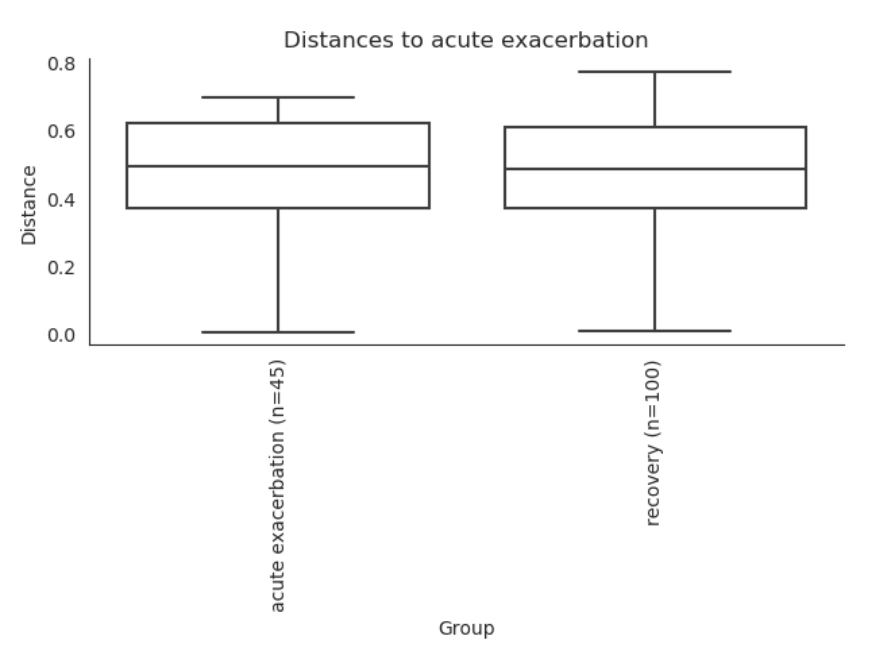 Distances to acute exacerbation
Distance
0.8
0.6
0.4
0.2
0.0
acute exacerbation (n=45)
recovery (n=100)
Group